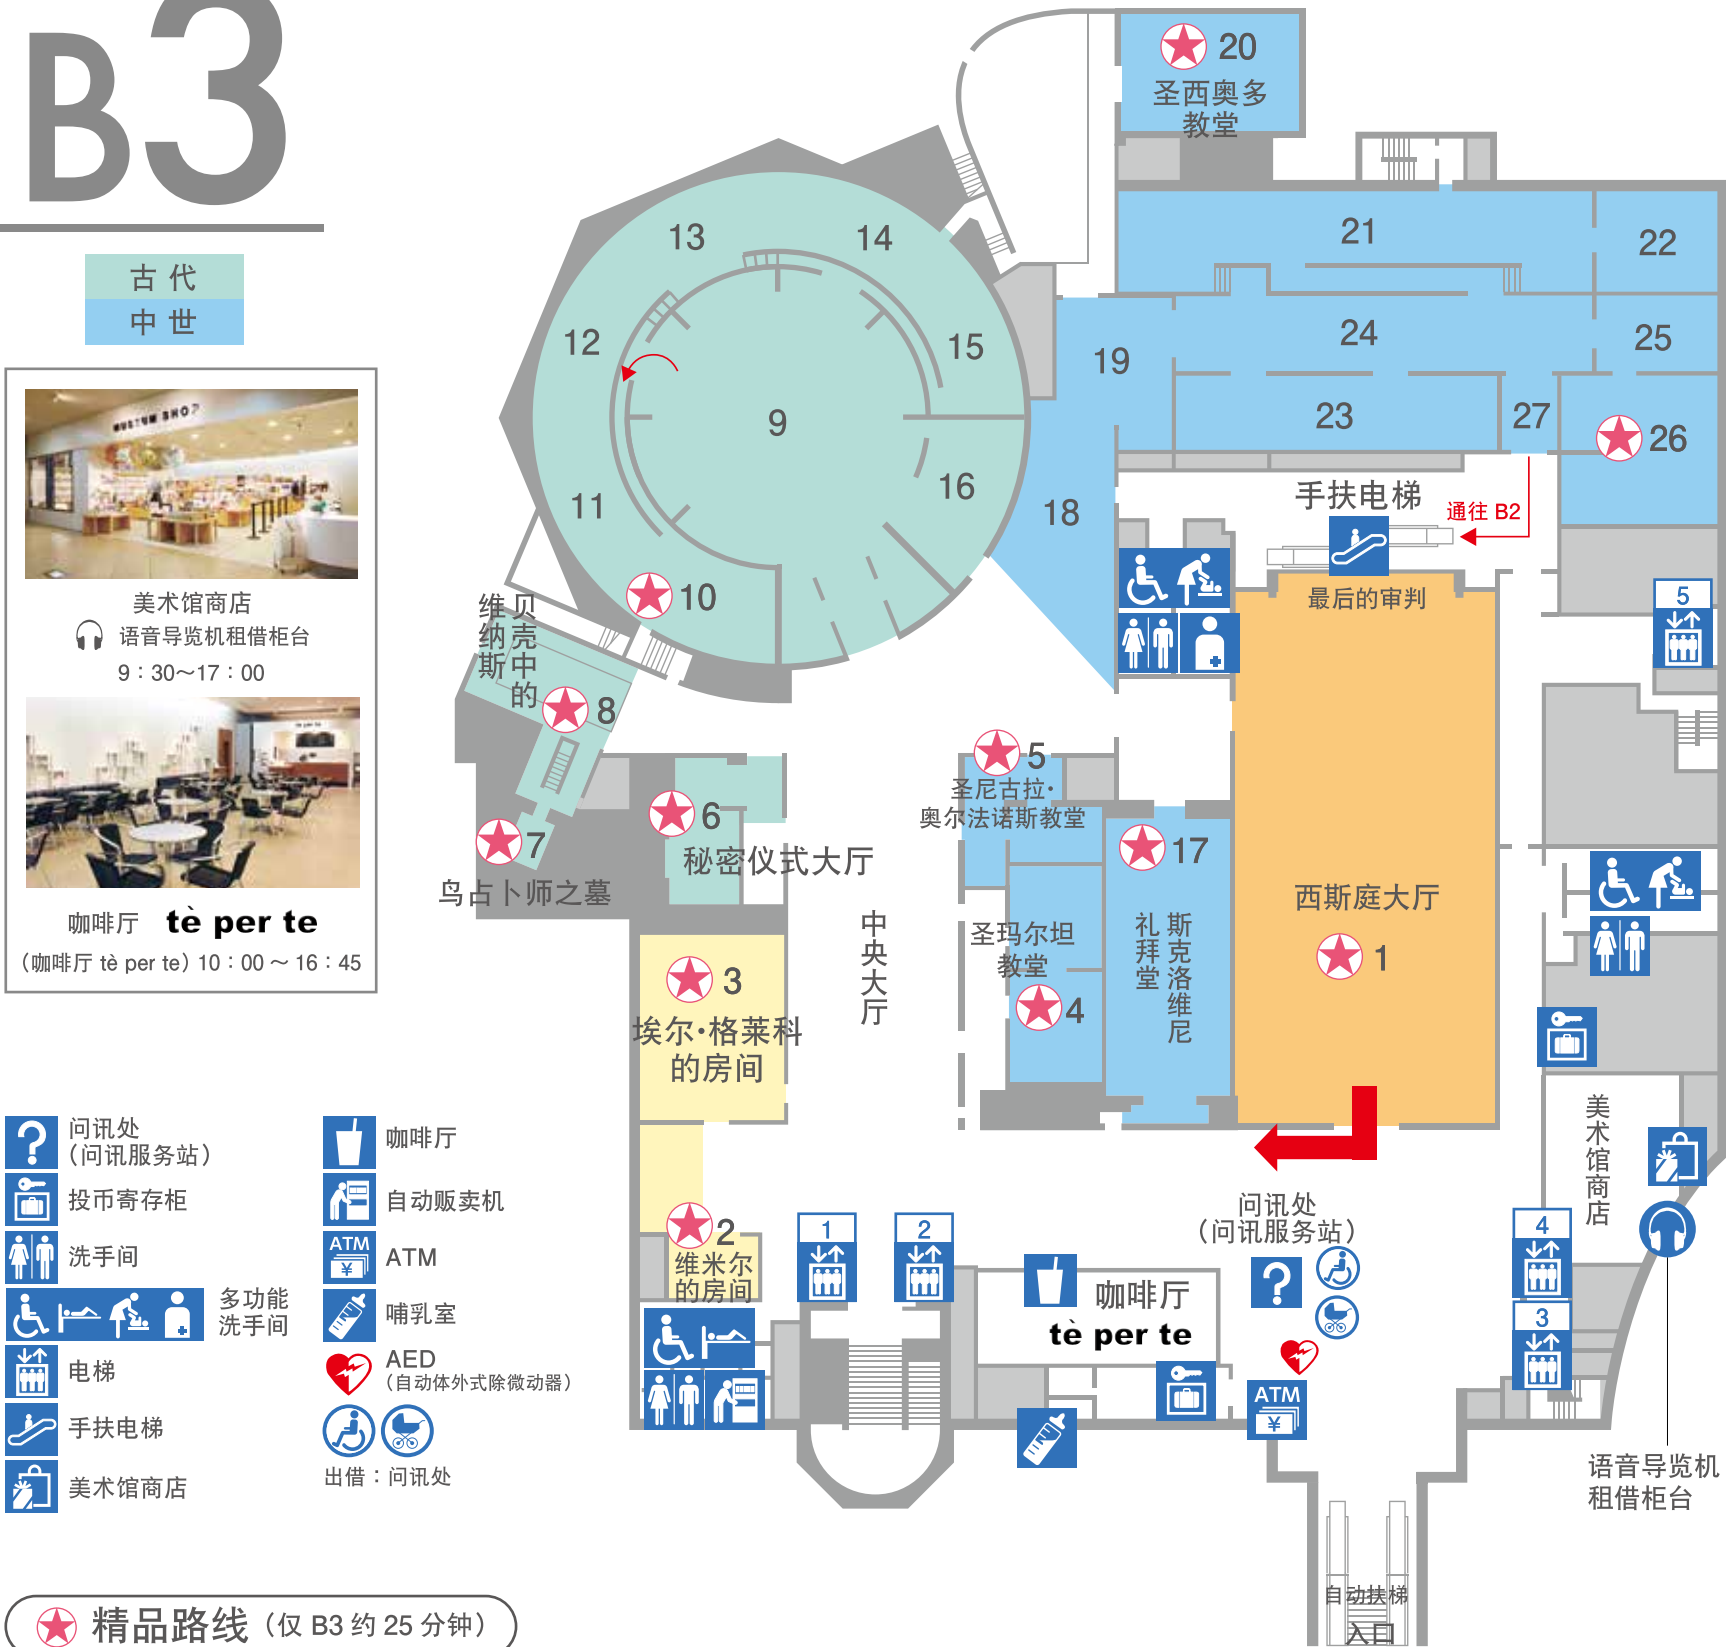 B3
古代
中世
MUSEUM SHOP
美术馆商店
语音导览机租借柜台
9：30～17：00
咖啡厅 tè per te
（咖啡厅 tè per te）10：00～16：45
问讯处
（问讯服务站）
投币寄存柜
洗手间
多功能
洗手间
电梯
手扶电梯
美术馆商店
咖啡厅
自动贩卖机
ATM
¥
ATM
哺乳室
AED
（自动体外式除微动器）
出借：问讯处
精品路线（仅 B3 约 25 分钟）
20
圣西奥多
教堂
21
22
13
14
12
15
19
24
25
9
23
27
26
11
16
18
手扶电梯
通往 B2
10
最后的审判
5
贝壳中的
维纳斯
8
7
鸟占卜师之墓
6
秘密仪式大厅
5
圣尼古拉·
奥尔法诺斯教堂
17
斯克洛维尼
礼拜堂
西斯庭大厅
1
中央大厅
圣玛尔坦
教堂
4
3
埃尔·格莱科
的房间
2
维米尔
的房间
1
2
咖啡厅
tè per te
问讯处
（问讯服务站）
ATM
¥
美术馆商店
4
3
语音导览机
租借柜台
自动扶梯
入口